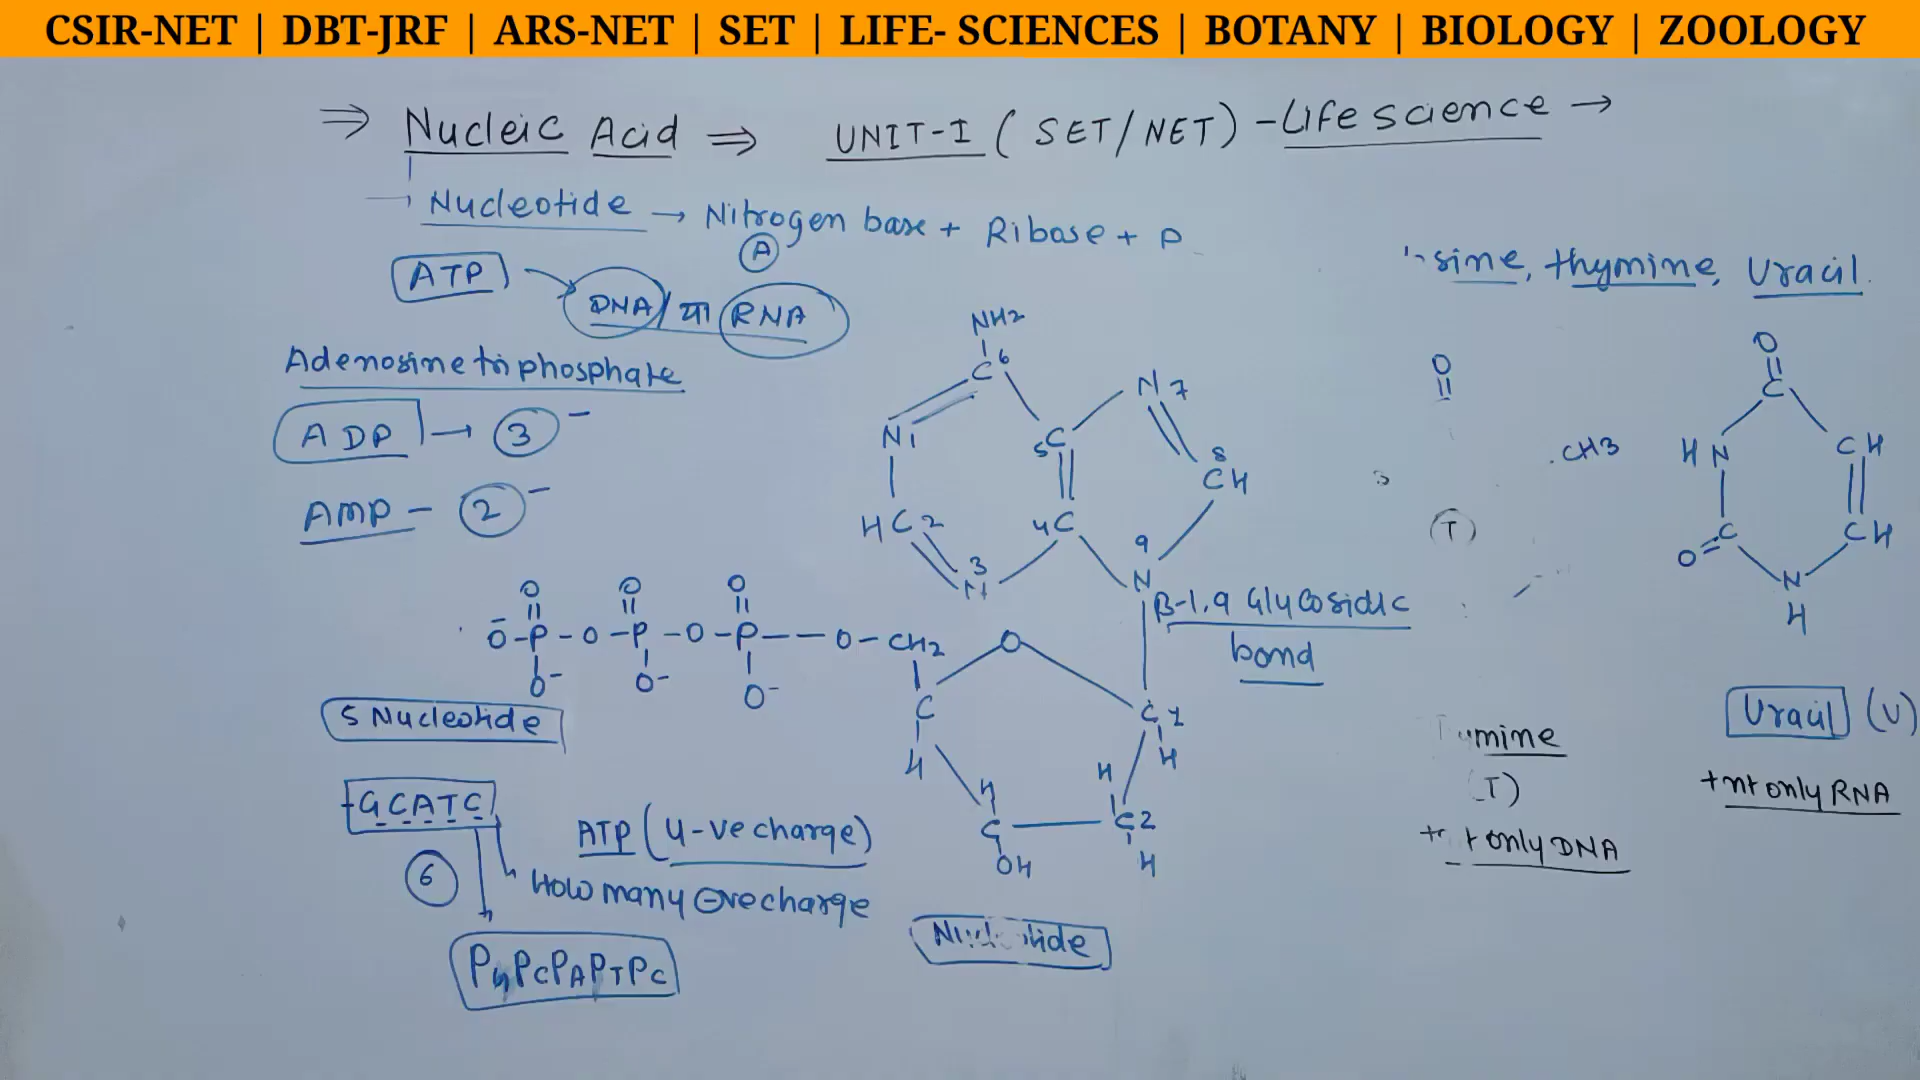 CSIR-NET | DBT-JRF | ARS-NET | SET | LIFE- SCIENCES | BOTANY | BIOLOGY | ZOOLOGY
⇒ Nucleic Acid ⇒ UNIT-I ( SET/NET) - Life science →
→ Nucleotide → Nitrogen base + Ribose + P
A
ATP → DNA / या RNA
sine, thymine, Uracil.
Adenosine triphosphate
ADP → 3 -
AMP - 2 -
NH2
C6
N7
N1
5C
8
CH
HC2
4C
9
3
N
N
β-1,9 Glycosidic
bond
O O O
O- - P - O - P - O - P - - O - CH2
O
O- O- O-
C
C1
H
H
H
H
C
C2
OH
H
5 Nucleotide
GCATC
ATP (4-ve charge)
6
How many ⊖ve charge
PGPCPAPTPC
O
CH3
(T)
O
C
HN
CH
O=C
CH
N
H
Uracil (U)
mine
T)
only DNA
+nt only RNA